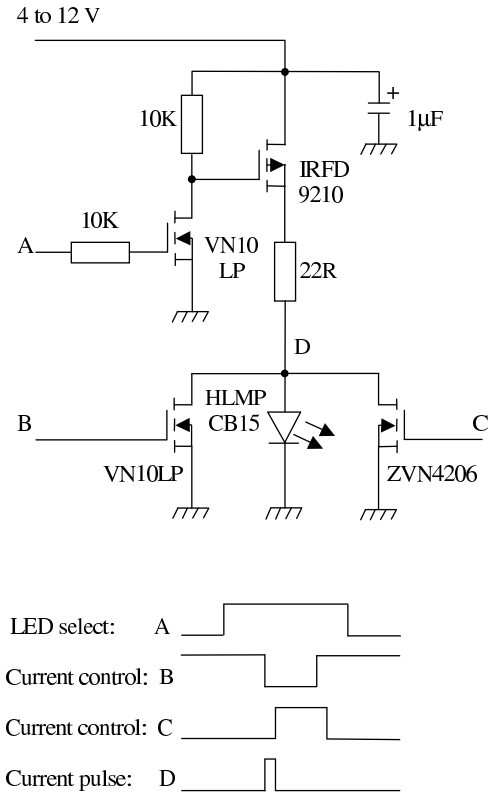 4 to 12 V
10K
+
1μF
IRFD
9210
10K
A
VN10
LP
22R
D
HLMP
CB15
B
C
VN10LP
ZVN4206
LED select: A
Current control: B
Current control: C
Current pulse: D